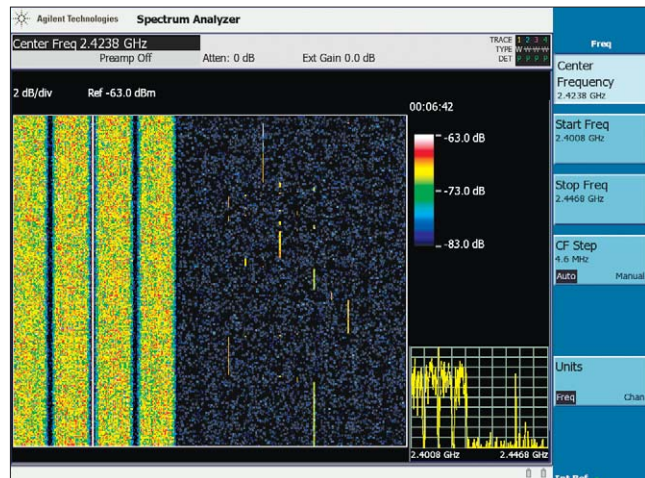 Agilent Technologies Spectrum Analyzer
Center Freq 2.4238 GHz
Preamp Off Atten: 0 dB Ext Gain 0.0 dB
TRACE 1 2 3 4
TYPE W W W W
DET P P P P
2 dB/div Ref -63.0 dBm
00:06:42
-63.0 dB
-73.0 dB
-83.0 dB
2.4008 GHz 2.4468 GHz
Freq
Center
Frequency
2.4238 GHz
Start Freq
2.4008 GHz
Stop Freq
2.4468 GHz
CF Step
4.6 MHz
Auto Manual
Units
Freq Chan